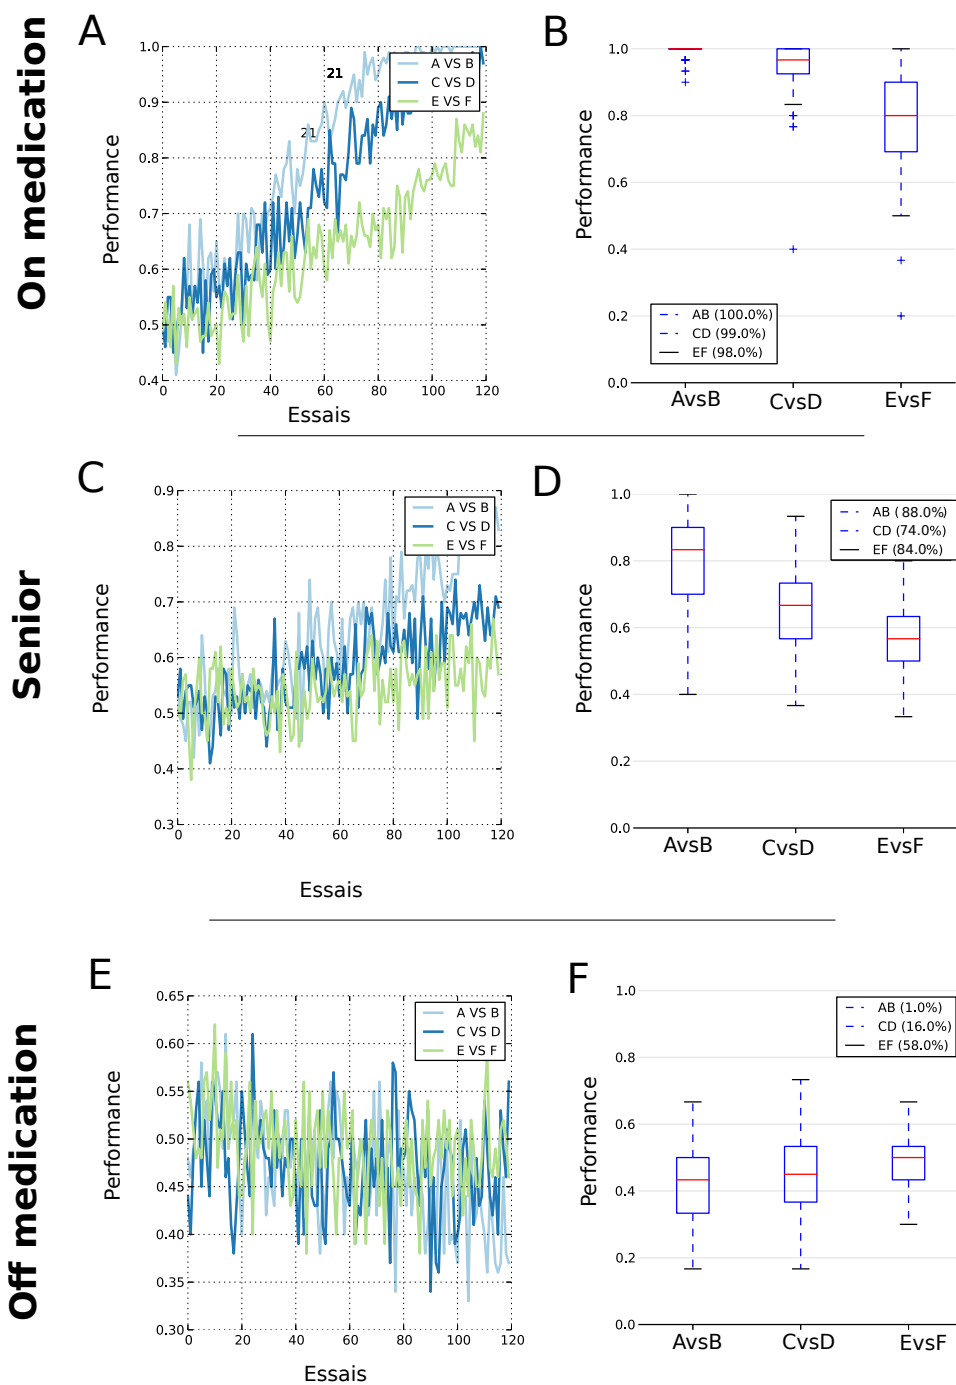 On medication
A
1.0
0.9
0.8
0.7
0.6
0.5
0.4
Performance
21
21
A VS B
C VS D
E VS F
0 20 40 60 80 100 120
Essais
B
1.0
0.8
0.6
0.4
0.2
0.0
Performance
AB (100.0%)
CD (99.0%)
EF (98.0%)
AvsB CvsD EvsF
Senior
C
0.9
0.8
0.7
0.6
0.5
0.4
0.3
Performance
A VS B
C VS D
E VS F
0 20 40 60 80 100 120
Essais
D
1.0
0.8
0.6
0.4
0.2
0.0
Performance
AB (88.0%)
CD (74.0%)
EF (84.0%)
AvsB CvsD EvsF
Off medication
E
0.65
0.60
0.55
0.50
0.45
0.40
0.35
0.30
Performance
A VS B
C VS D
E VS F
0 20 40 60 80 100 120
Essais
F
1.0
0.8
0.6
0.4
0.2
0.0
Performance
AB (1.0%)
CD (16.0%)
EF (58.0%)
AvsB CvsD EvsF